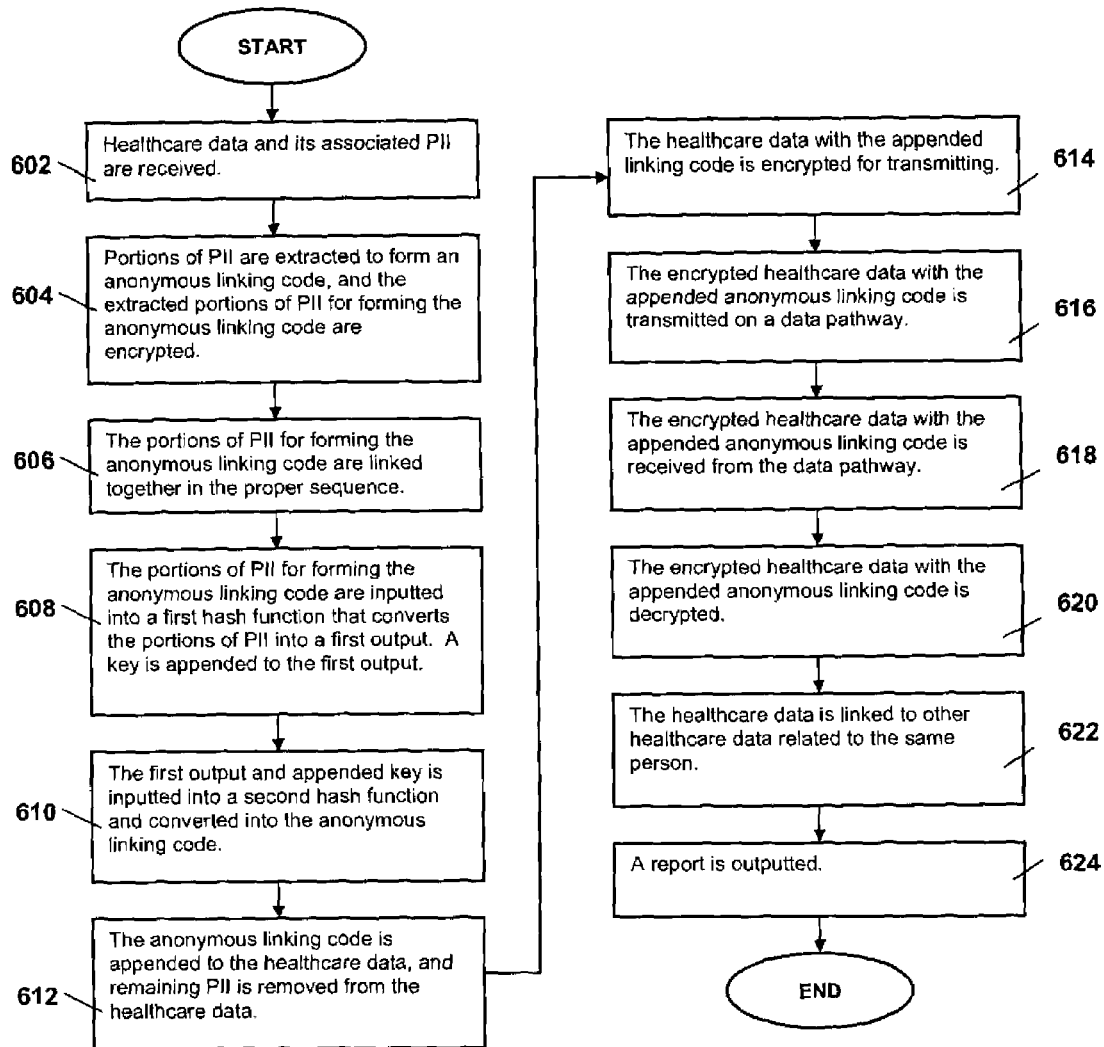 START
602
Healthcare data and its associated PII
are received.
604
Portions of PII are extracted to form an
anonymous linking code, and the
extracted portions of PII for forming the
anonymous linking code are
encrypted.
606
The portions of PII for forming the
anonymous linking code are linked
together in the proper sequence.
608
The portions of PII for forming the
anonymous linking code are inputted
into a first hash function that converts
the portions of PII into a first output. A
key is appended to the first output.
610
The first output and appended key is
inputted into a second hash function
and converted into the anonymous
linking code.
612
The anonymous linking code is
appended to the healthcare data, and
remaining PII is removed from the
healthcare data.
The healthcare data with the appended
linking code is encrypted for transmitting.
614
The encrypted healthcare data with the
appended anonymous linking code is
transmitted on a data pathway.
616
The encrypted healthcare data with the
appended anonymous linking code is
received from the data pathway.
618
The encrypted healthcare data with the
appended anonymous linking code is
decrypted.
620
The healthcare data is linked to other
healthcare data related to the same
person.
622
A report is outputted.
624
END